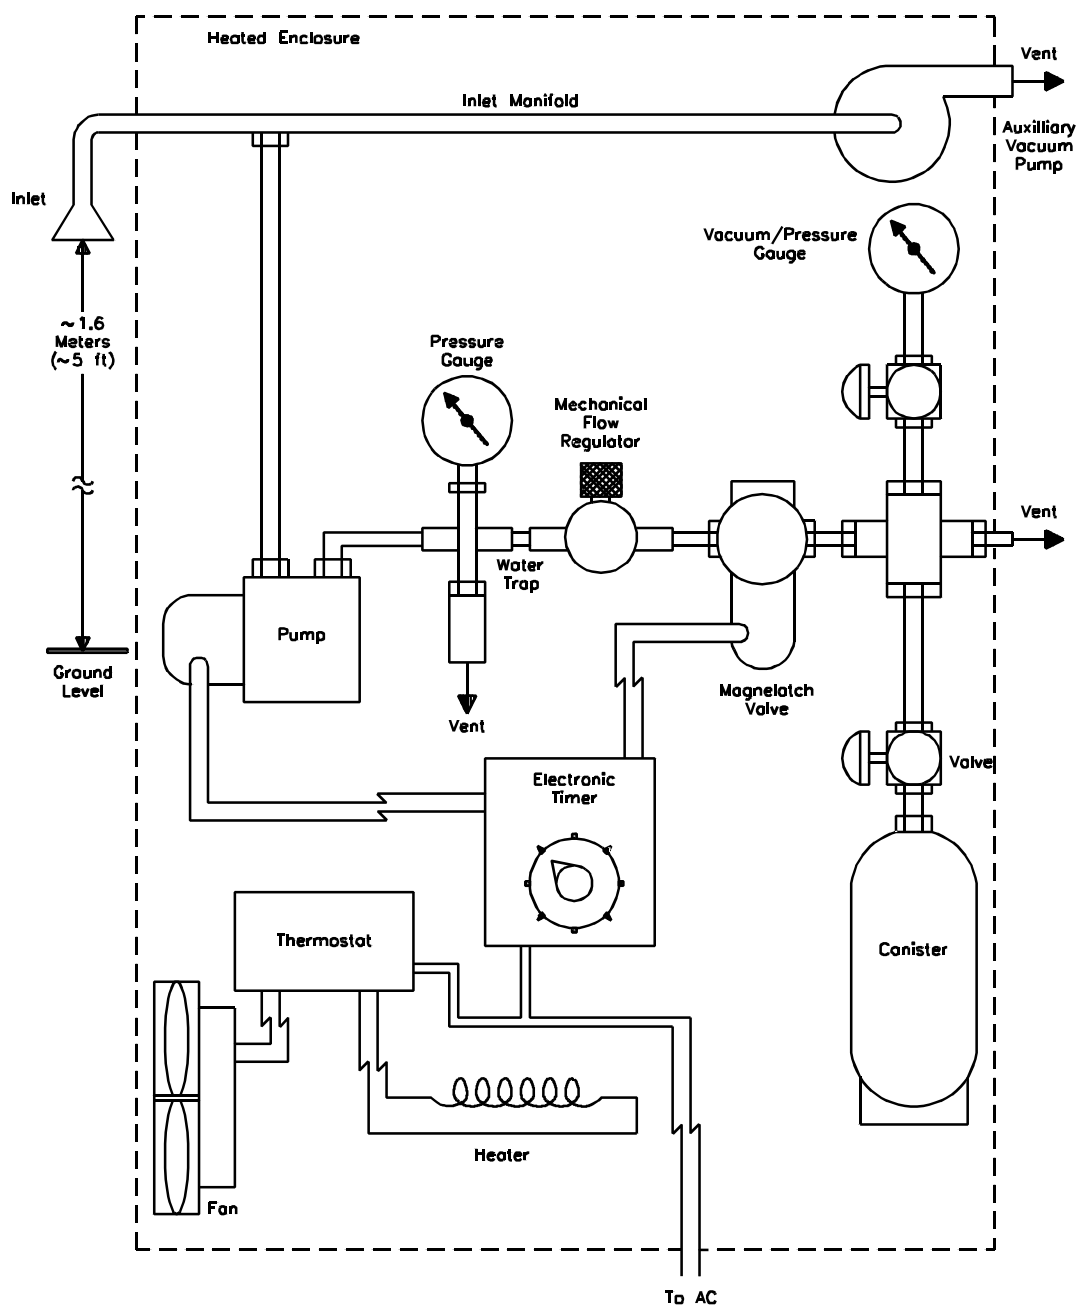 Heated Enclosure
Vent
Inlet Manifold
Auxilliary
Vacuum
Pump
Inlet
Vacuum/Pressure
Gauge
~1.6
Meters
(~5 ft)
Pressure
Gauge
Mechanical
Flow
Regulator
Vent
Water
Trap
Pump
Ground
Level
Magnelatch
Valve
Vent
Electronic
Timer
Valve
Thermostat
Canister
Heater
Fan
To AC